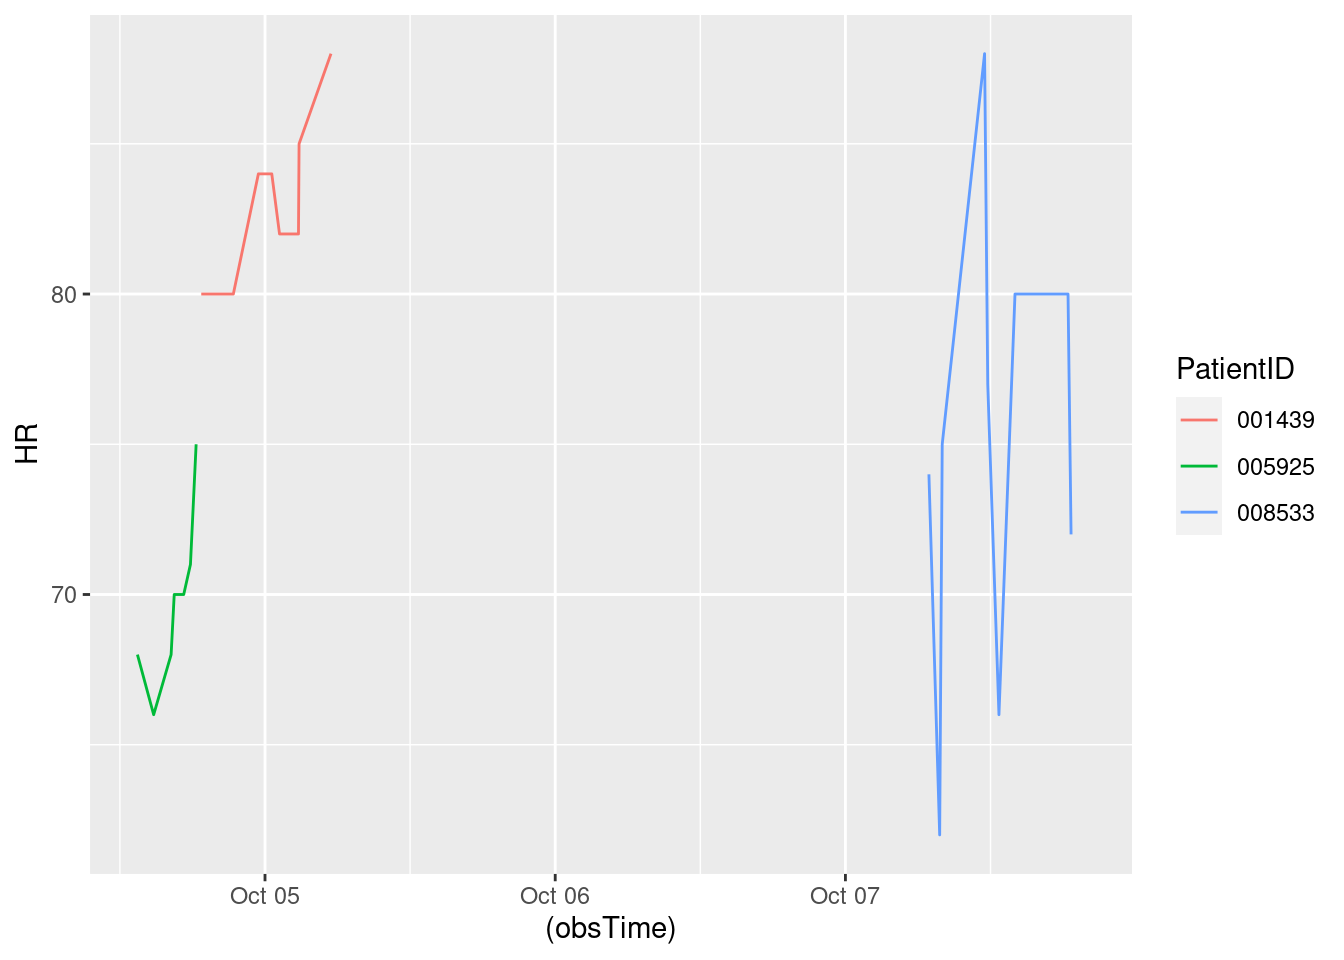 HR
80
70
Oct 05
Oct 06
Oct 07
(obsTime)
PatientID
001439
005925
008533